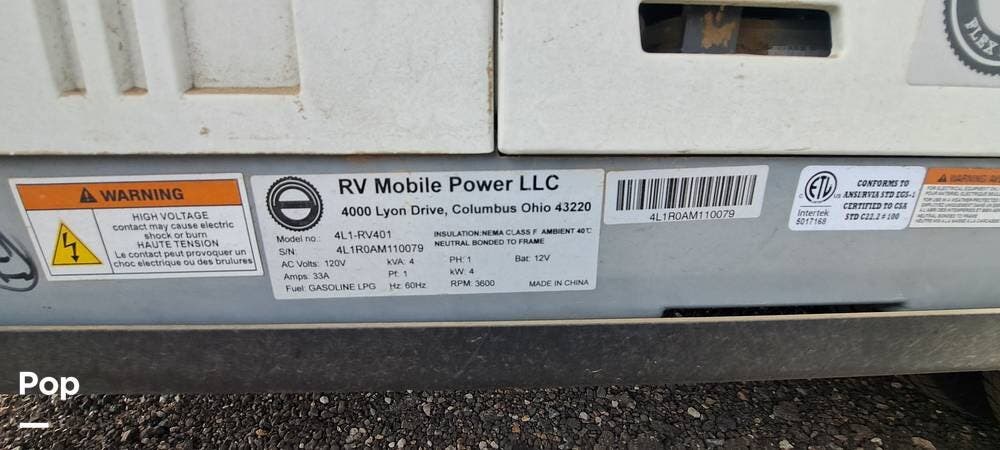 FLEX
WARNING
HIGH VOLTAGE
contact may cause electric
shock or burn
HAUTE TENSION
Le contact peut provoquer un
choc electrique ou des brulures
RV Mobile Power LLC
4000 Lyon Drive, Columbus Ohio 43220
Model no.: 4L1-RV401 INSULATION:NEMA CLASS F AMBIENT 40℃
S/N: 4L1R0AM110079 NEUTRAL BONDED TO FRAME
AC Volts: 120V kVA: 4 PH: 1 Bat: 12V
Amps: 33A Pf: 1 kW: 4
Fuel: GASOLINE LPG Hz: 60Hz RPM: 3600 MADE IN CHINA
4L1R0AM110079
ETL
us
Intertek
5017168
CONFORMS TO
ANSI/RVIA STD EGS-1
CERTIFIED TO CSA
STD C22.2 # 100
WARNING
Pop